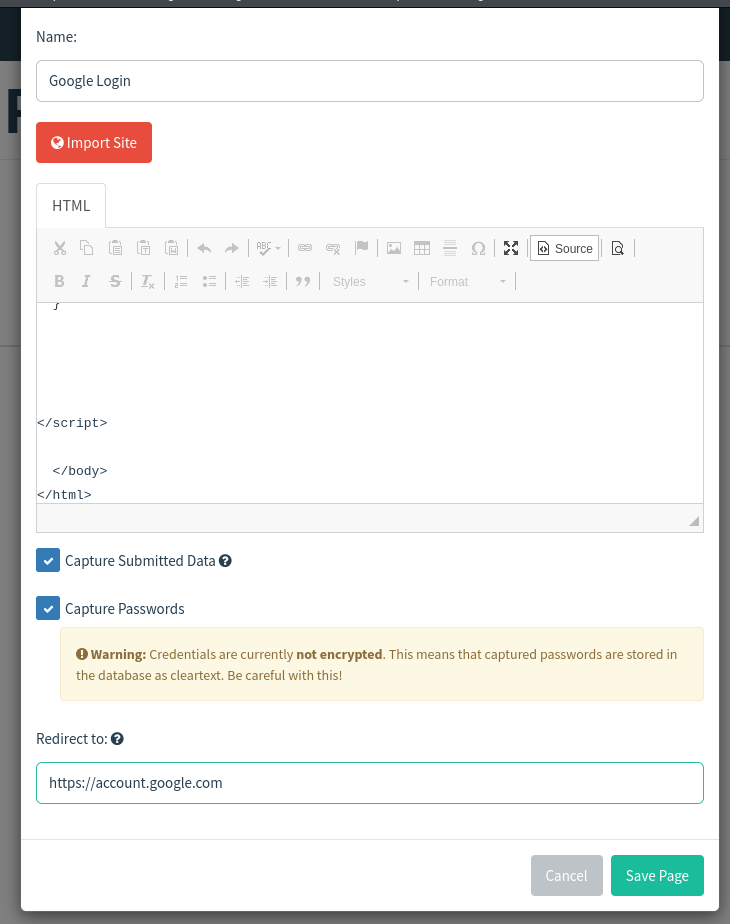 Name:
Google Login
Import Site
HTML
ABC Source
B I S Tx Styles Format
}
</script>
</body>
</html>
Capture Submitted Data
Capture Passwords
Warning: Credentials are currently not encrypted. This means that captured passwords are stored in
the database as cleartext. Be careful with this!
Redirect to:
https://account.google.com
Cancel Save Page